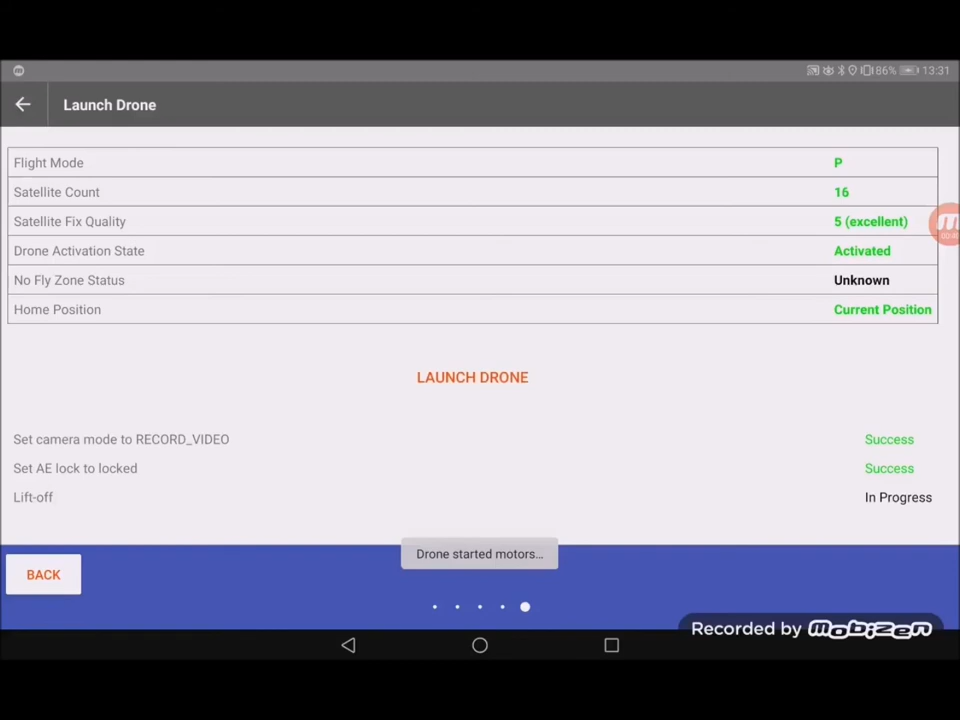 86% 13:31
Launch Drone
Flight Mode P
Satellite Count 16
Satellite Fix Quality 5 (excellent)
Drone Activation State Activated
No Fly Zone Status Unknown
Home Position Current Position
LAUNCH DRONE
Set camera mode to RECORD_VIDEO Success
Set AE lock to locked Success
Lift-off In Progress
Drone started motors...
BACK
Recorded by mobizen